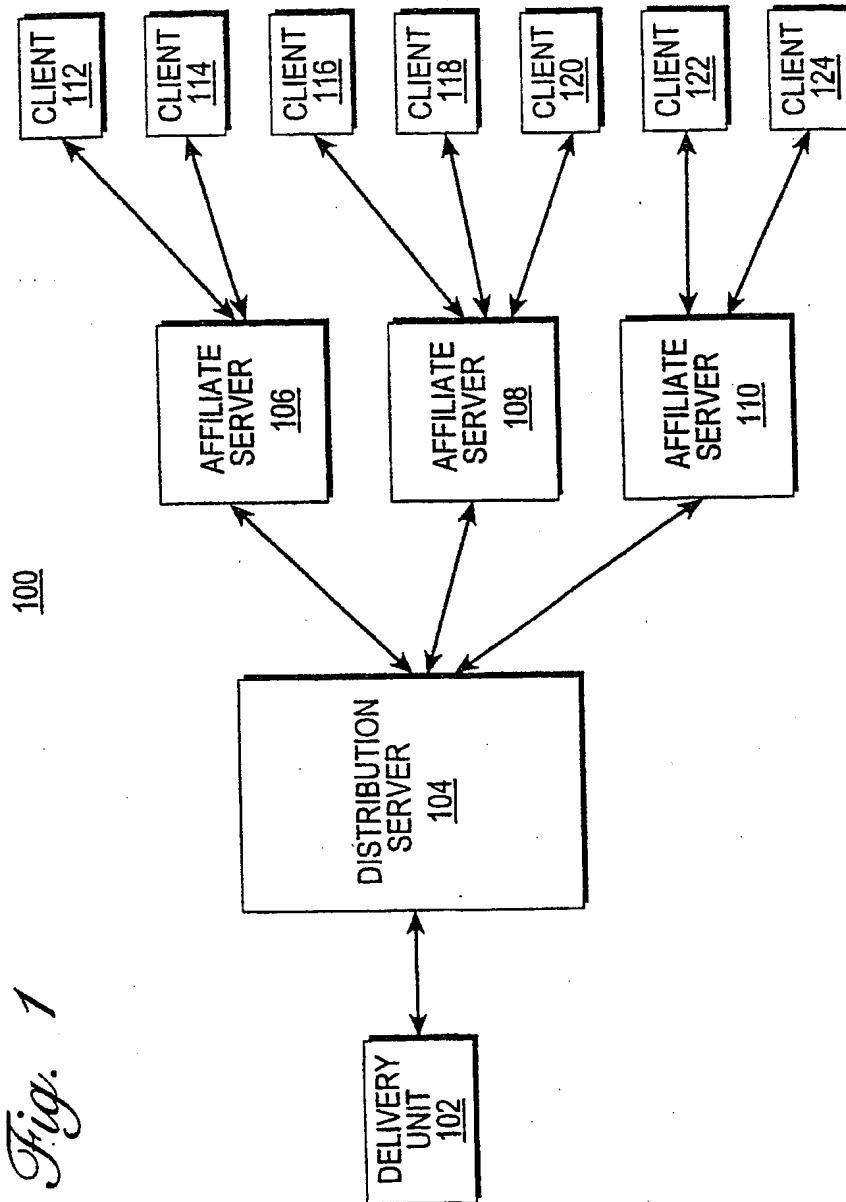 Fig. 1
100
DELIVERY
UNIT
102
DISTRIBUTION
SERVER
104
AFFILIATE
SERVER
106
AFFILIATE
SERVER
108
AFFILIATE
SERVER
110
CLIENT
112
CLIENT
114
CLIENT
116
CLIENT
118
CLIENT
120
CLIENT
122
CLIENT
124